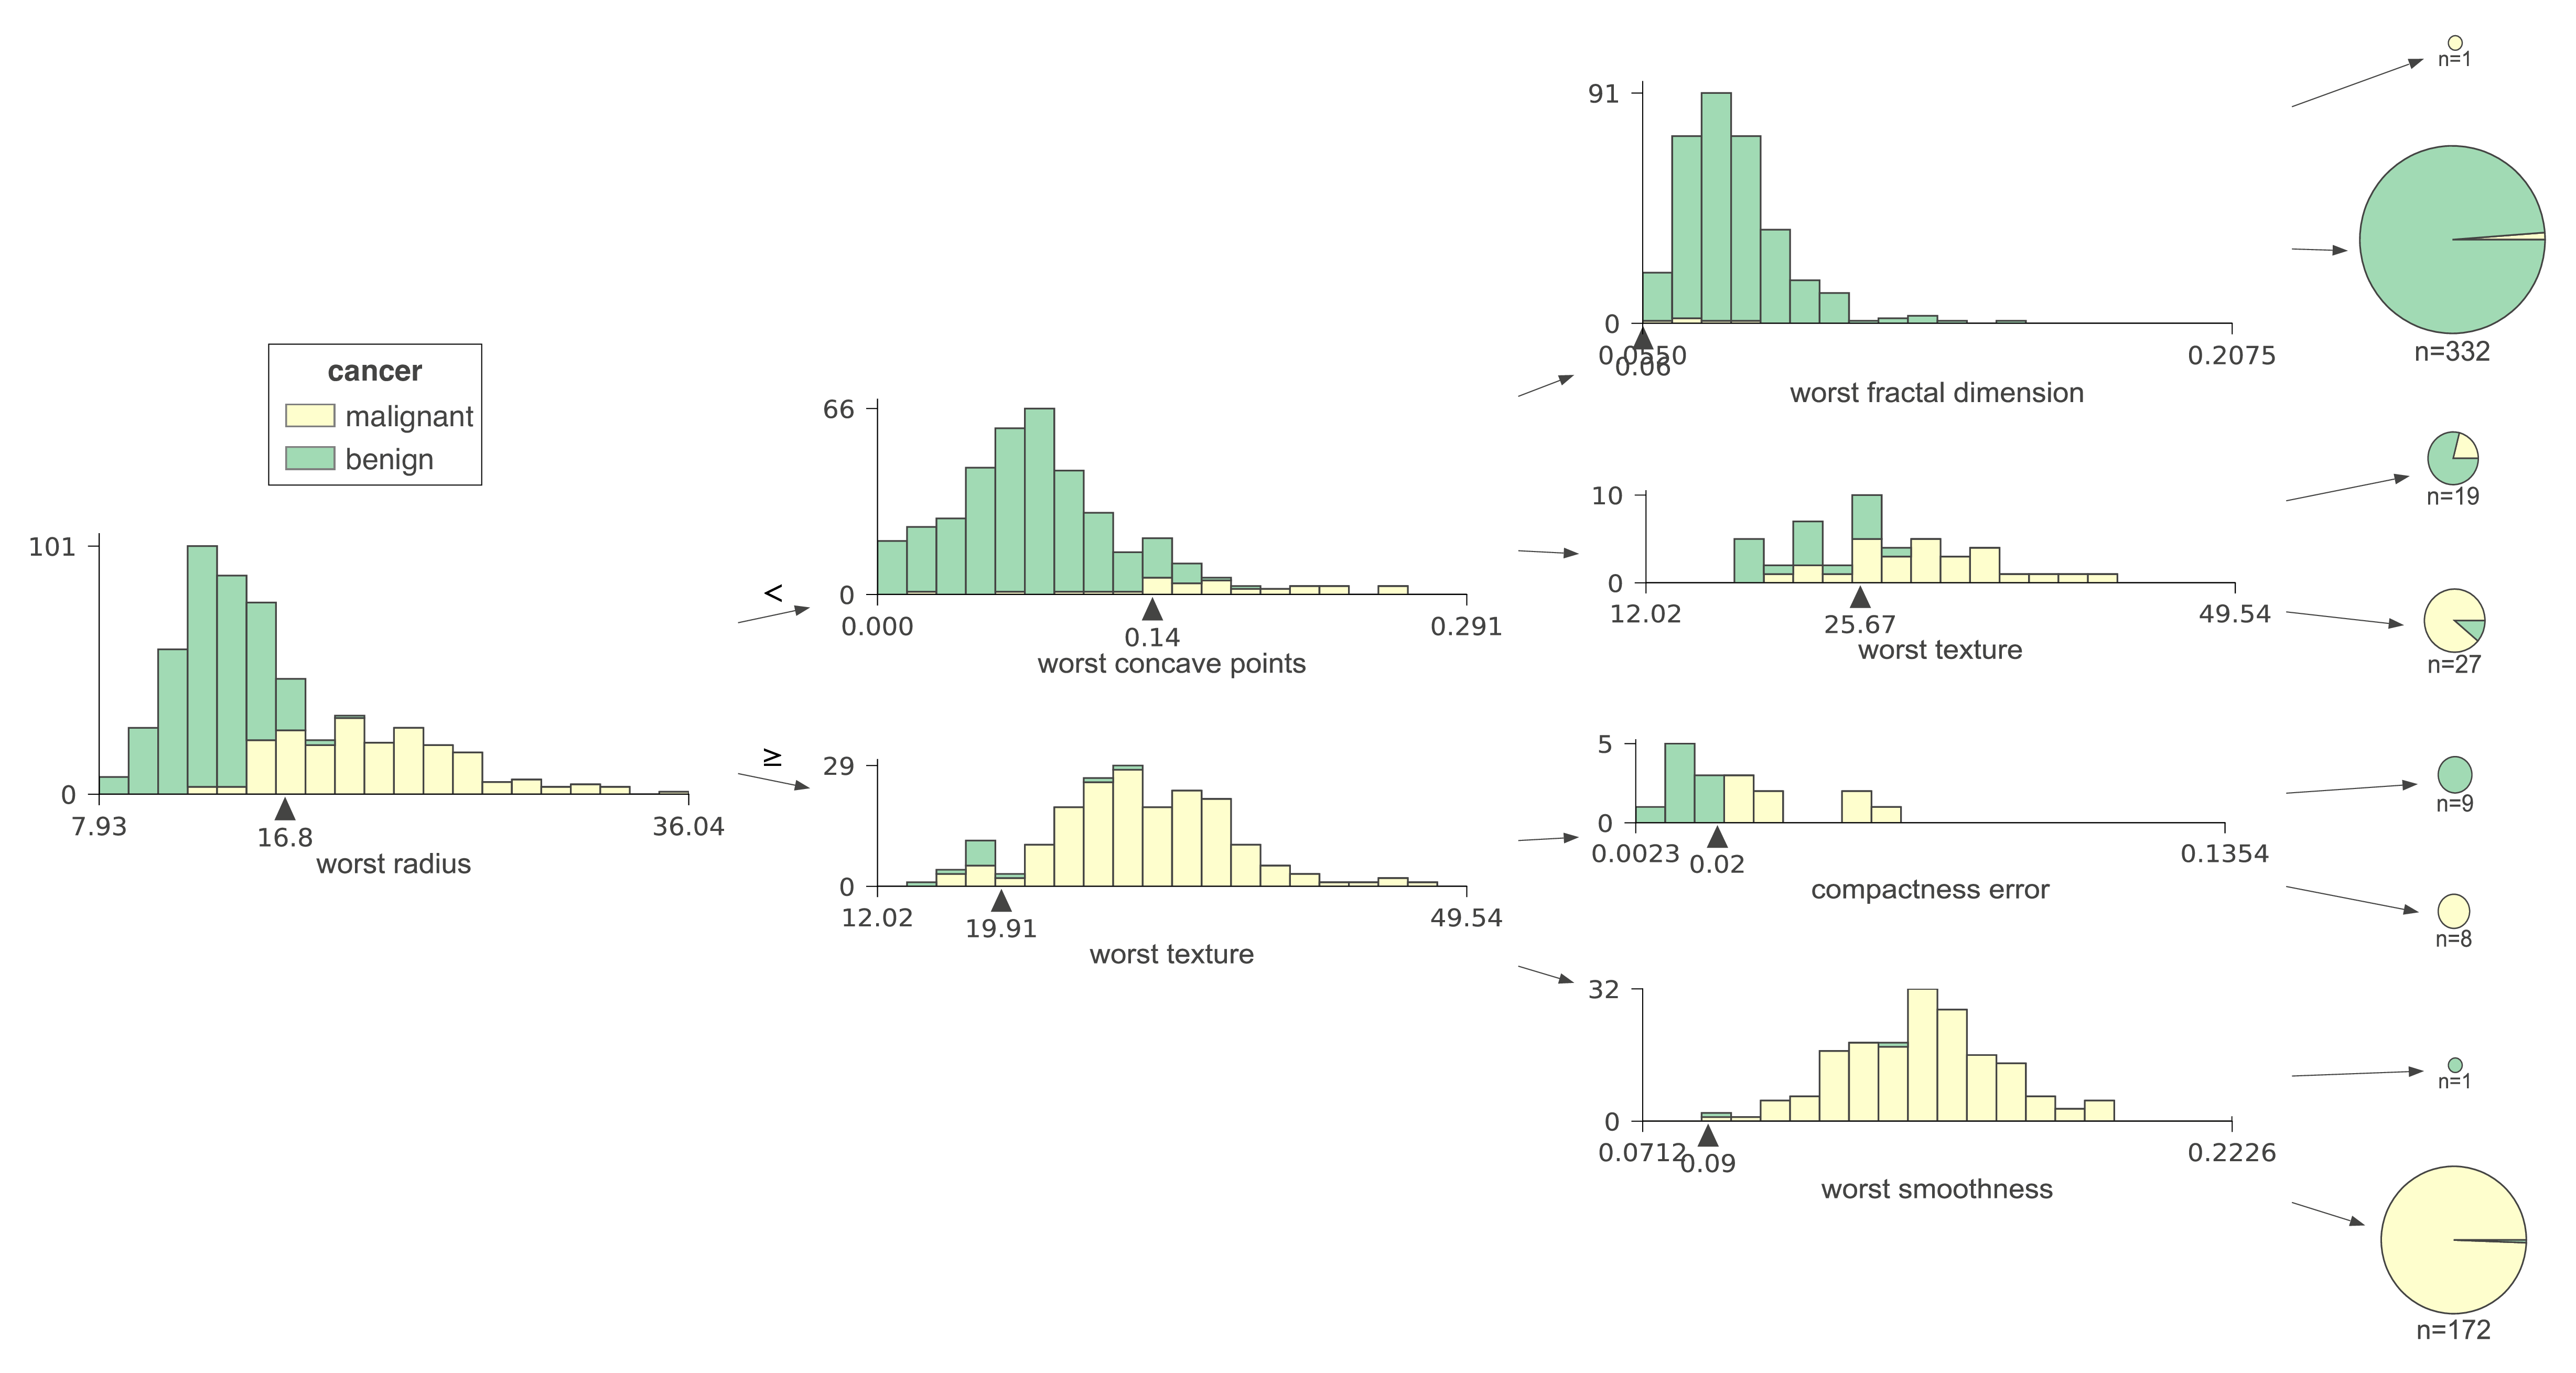 cancer
malignant
benign
101
0
7.93
36.04
16.8
worst radius
<
≥
66
0
0.000
0.291
0.14
worst concave points
29
0
12.02
49.54
19.91
worst texture
91
0
0.0550
0.2075
0.06
worst fractal dimension
10
0
12.02
49.54
25.67
worst texture
5
0
0.0023
0.1354
0.02
compactness error
32
0
0.0712
0.2226
0.09
worst smoothness
n=1
n=332
n=19
n=27
n=9
n=8
n=1
n=172